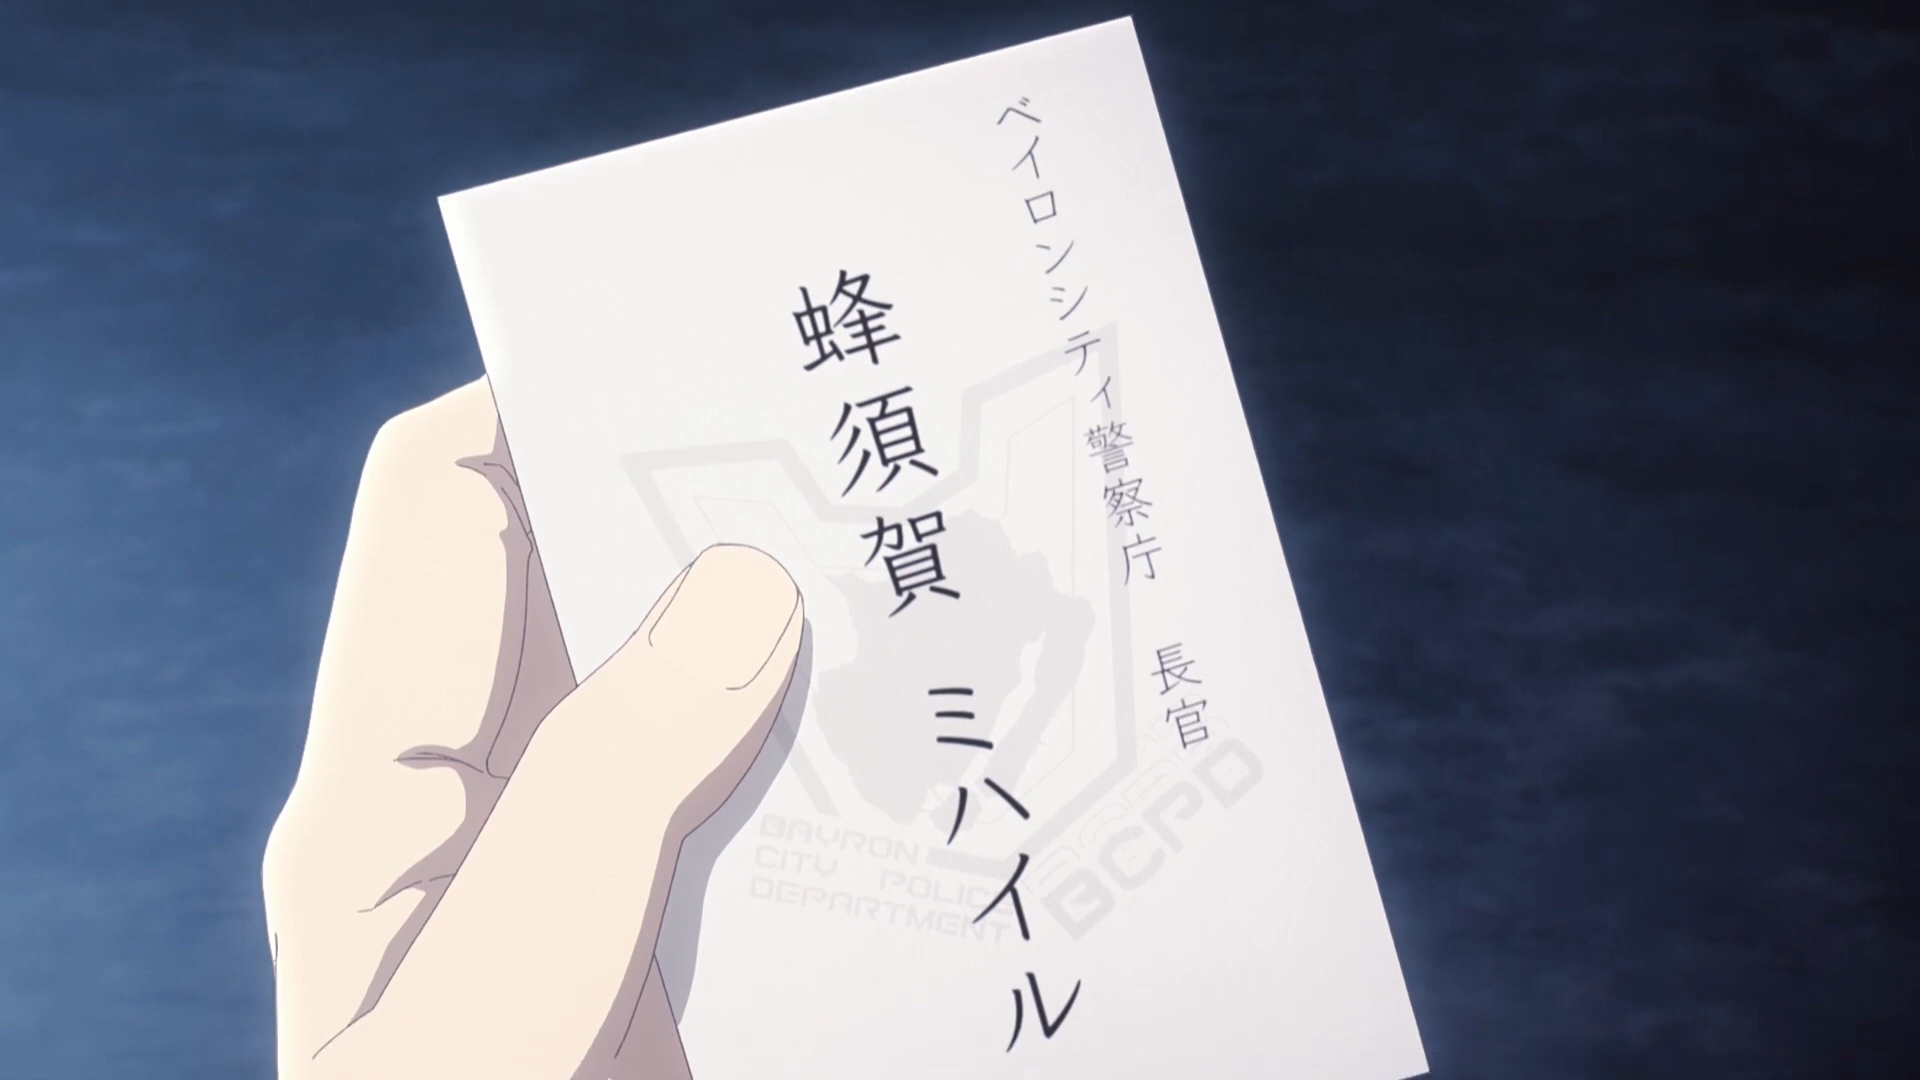 ベイロンシティ警察庁　長官
蜂須賀 ミハイル
BAYRON
CITY POLICE
DEPARTMENT
BCPD